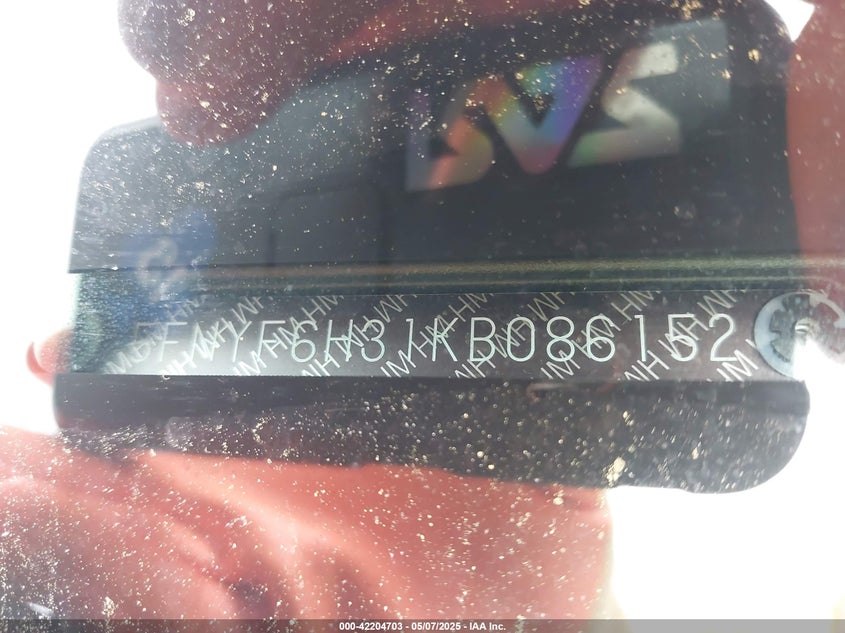 5FNYF6H31KB086152
000-42204703 — 05/07/2025 — IAA Inc.